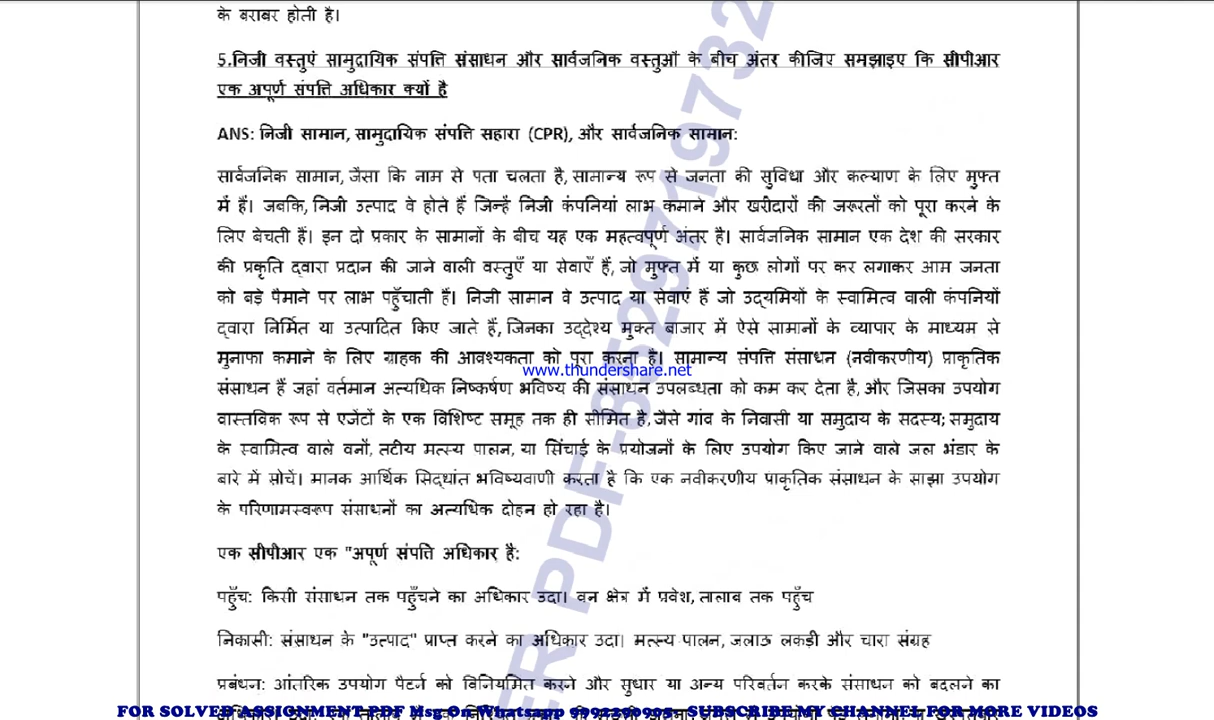 के बराबर होती है।
5.निजी वस्तुएं सामुदायिक संपत्ति संसाधन और सार्वजनिक वस्तुओं के बीच अंतर कीजिए समझाइए कि सीपीआर
एक अपूर्ण संपत्ति अधिकार क्यों है
ANS: निजी सामान, सामुदायिक संपत्ति सहारा (CPR), और सार्वजनिक सामान:
सार्वजनिक सामान, जैसा कि नाम से पता चलता है, सामान्य रूप से जनता की सुविधा और कल्याण के लिए मुफ्त
में हैं। जबकि, निजी उत्पाद वे होते हैं जिन्हें निजी कंपनियां लाभ कमाने और खरीदारों की जरूरतों को पूरा करने के
लिए बेचती हैं। इन दो प्रकार के सामानों के बीच यह एक महत्वपूर्ण अंतर है। सार्वजनिक सामान एक देश की सरकार
की प्रकृति द्वारा प्रदान की जाने वाली वस्तुएँ या सेवाएँ हैं, जो मुफ्त में या कुछ लोगों पर कर लगाकर आम जनता
को बड़े पैमाने पर लाभ पहुँचाती हैं। निजी सामान वे उत्पाद या सेवाएं हैं जो उद्यमियों के स्वामित्व वाली कंपनियों
द्वारा निर्मित या उत्पादित किए जाते हैं, जिनका उद्देश्य मुक्त बाजार में ऐसे सामानों के व्यापार के माध्यम से
मुनाफा कमाने के लिए ग्राहक की आवश्यकता को पूरा करना है। सामान्य संपत्ति संसाधन (नवीकरणीय) प्राकृतिक
www.thundershare.net
संसाधन हैं जहां वर्तमान अत्यधिक निष्कर्षण भविष्य की संसाधन उपलब्धता को कम कर देता है, और जिसका उपयोग
वास्तविक रूप से एजेंटों के एक विशिष्ट समूह तक ही सीमित है, जैसे गांव के निवासी या समुदाय के सदस्य; समुदाय
के स्वामित्व वाले वनों, तटीय मत्स्य पालन, या सिंचाई के प्रयोजनों के लिए उपयोग किए जाने वाले जल भंडार के
बारे में सोचें। मानक आर्थिक सिद्धांत भविष्यवाणी करता है कि एक नवीकरणीय प्राकृतिक संसाधन के साझा उपयोग
के परिणामस्वरूप संसाधनों का अत्यधिक दोहन हो रहा है।
एक सीपीआर एक "अपूर्ण संपत्ति अधिकार है:
पहुँच: किसी संसाधन तक पहुँचने का अधिकार उदा। वन क्षेत्र में प्रवेश, तालाब तक पहुँच
निकासी: संसाधन के "उत्पाद" प्राप्त करने का अधिकार उदा। मत्स्य पालन, जलाऊ लकड़ी और चारा संग्रह
प्रबंधन: आंतरिक उपयोग पैटर्न को विनियमित करने और सुधार या अन्य परिवर्तन करके संसाधन को बदलने का
FOR SOLVED ASSIGNMENT PDF Msg On Whatsapp 9992299905- SUBSCRIBE MY CHANNEL FOR MORE VIDEOS
ER PDF-8529719732